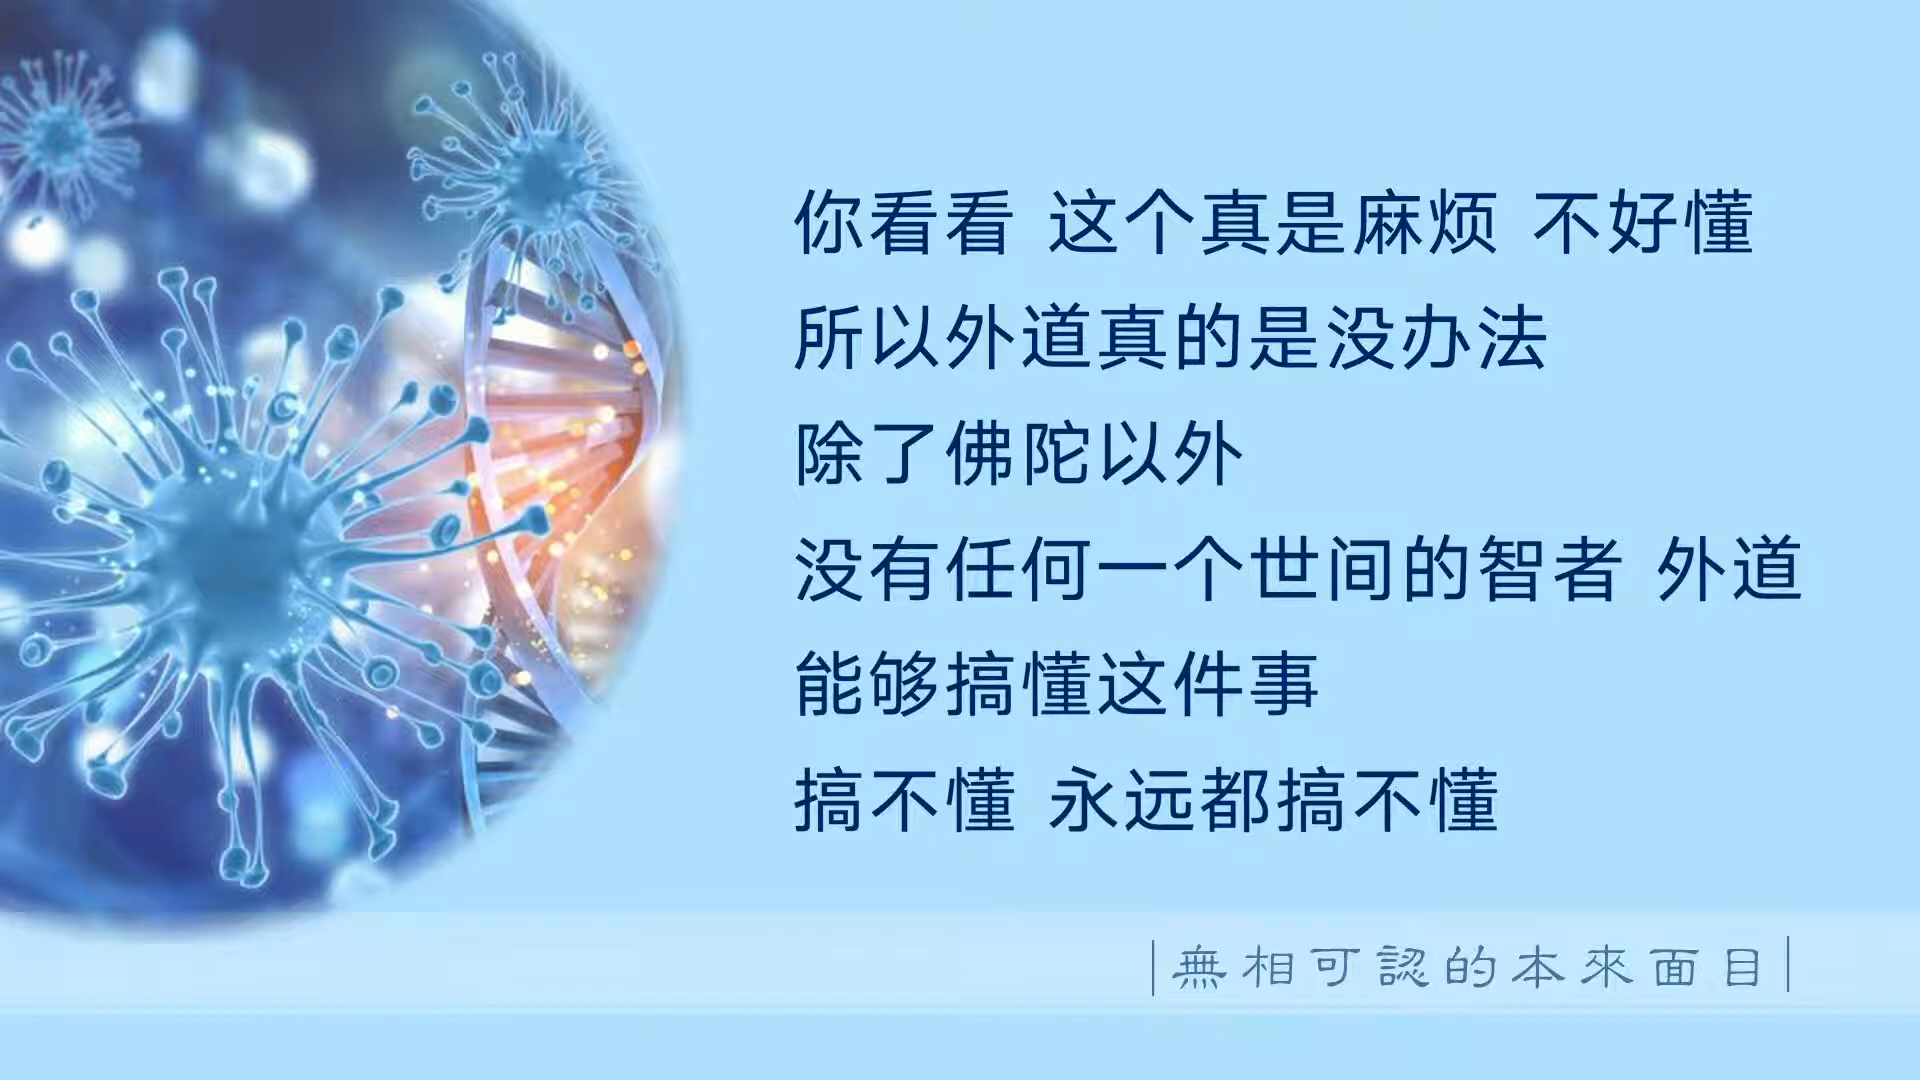 你看看 这个真是麻烦 不好懂
所以外道真的是没办法
除了佛陀以外
没有任何一个世间的智者 外道
能够搞懂这件事
搞不懂 永远都搞不懂
無相可認的本來面目